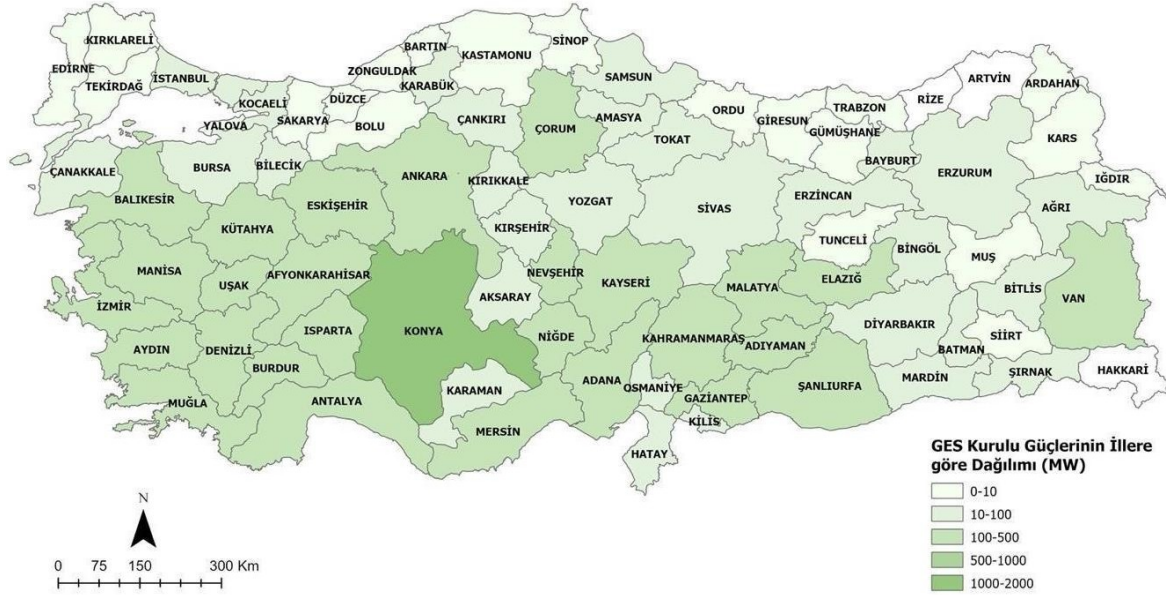 KIRKLARELİ
EDİRNE
TEKİRDAĞ
İSTANBUL
KOCAELİ
YALOVA
SAKARYA
DÜZCE
ZONGULDAK
BARTIN
KARABÜK
KASTAMONU
SİNOP
BOLU
ÇANKIRI
ÇORUM
SAMSUN
AMASYA
TOKAT
ORDU
GİRESUN
GÜMÜŞHANE
TRABZON
RİZE
ARTVİN
ARDAHAN
KARS
BAYBURT
ERZURUM
IĞDIR
AĞRI
ÇANAKKALE
BURSA
BİLECİK
BALIKESİR
KÜTAHYA
ESKİŞEHİR
ANKARA
KIRIKKALE
KIRŞEHİR
YOZGAT
SİVAS
ERZİNCAN
TUNCELİ
BİNGÖL
MUŞ
BİTLİS
VAN
MANİSA
UŞAK
AFYONKARAHİSAR
İZMİR
AYDIN
DENİZLİ
ISPARTA
BURDUR
MUĞLA
ANTALYA
KONYA
AKSARAY
NEVŞEHİR
NİĞDE
KAYSERİ
KARAMAN
MERSİN
ADANA
OSMANİYE
HATAY
KAHRAMANMARAŞ
MALATYA
ELAZIĞ
ADIYAMAN
GAZİANTEP
KİLİS
ŞANLIURFA
DİYARBAKIR
MARDİN
BATMAN
SİİRT
ŞIRNAK
HAKKARİ
GES Kurulu Güçlerinin İllere
göre Dağılımı (MW)
0-10
10-100
100-500
500-1000
1000-2000
N
0 75 150 300 Km